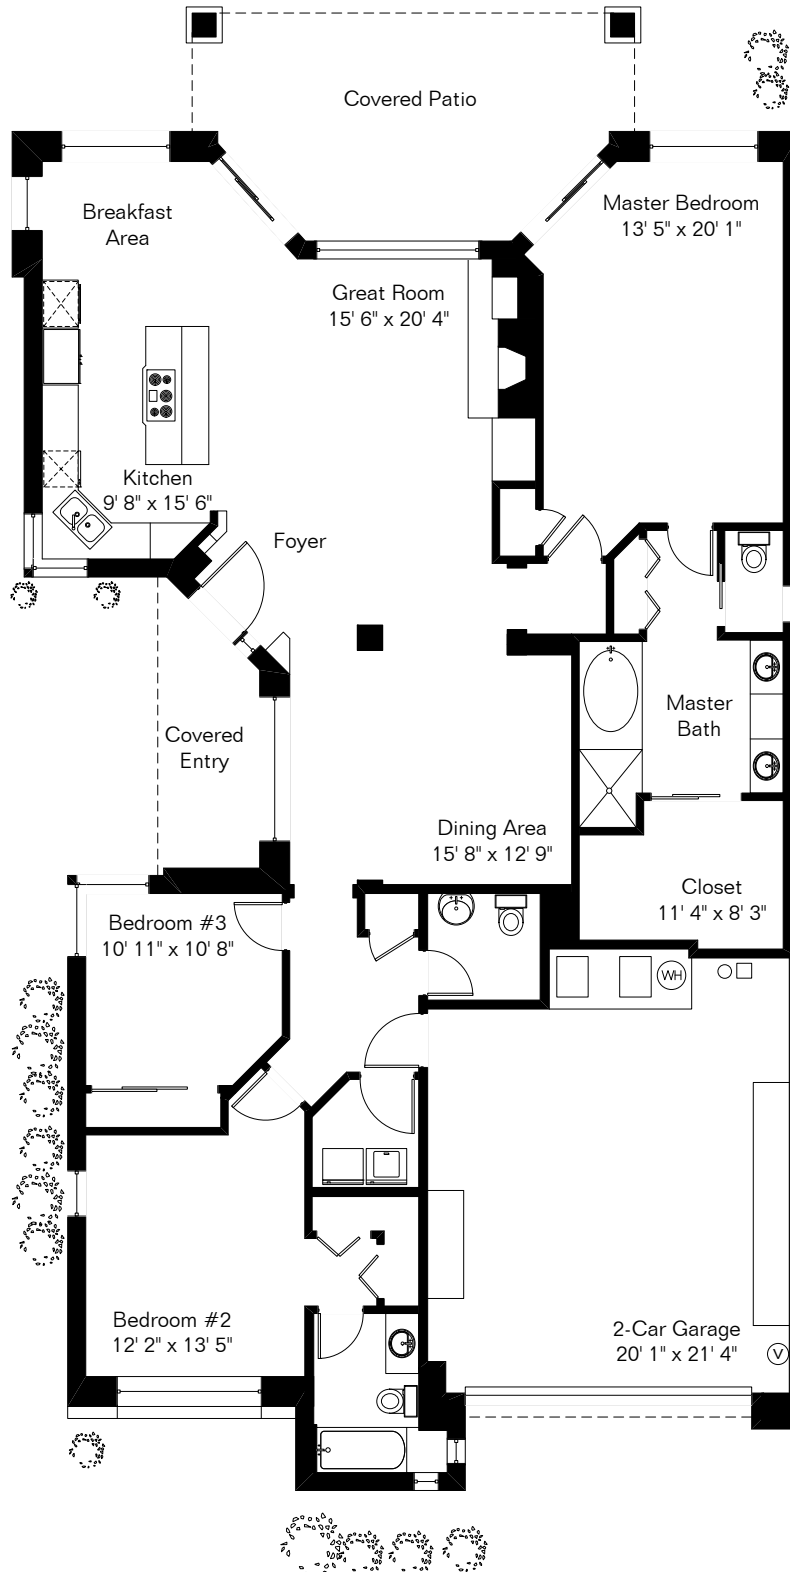 Covered Patio
Breakfast
Area
Master Bedroom
13' 5" x 20' 1"
Great Room
15' 6" x 20' 4"
Kitchen
9' 8" x 15' 6"
Foyer
Master
Bath
Covered
Entry
Dining Area
15' 8" x 12' 9"
Closet
11' 4" x 8' 3"
Bedroom #3
10' 11" x 10' 8"
WH
Bedroom #2
12' 2" x 13' 5"
2-Car Garage
20' 1" x 21' 4"
V